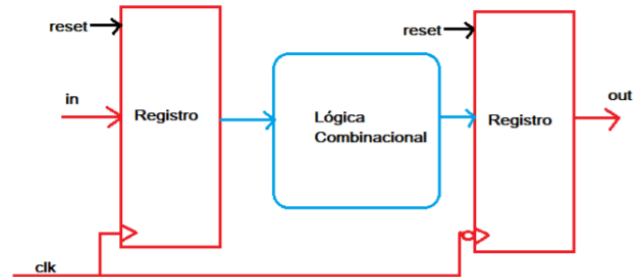 reset
reset
in
Registro
Lógica
Combinacional
Registro
out
clk